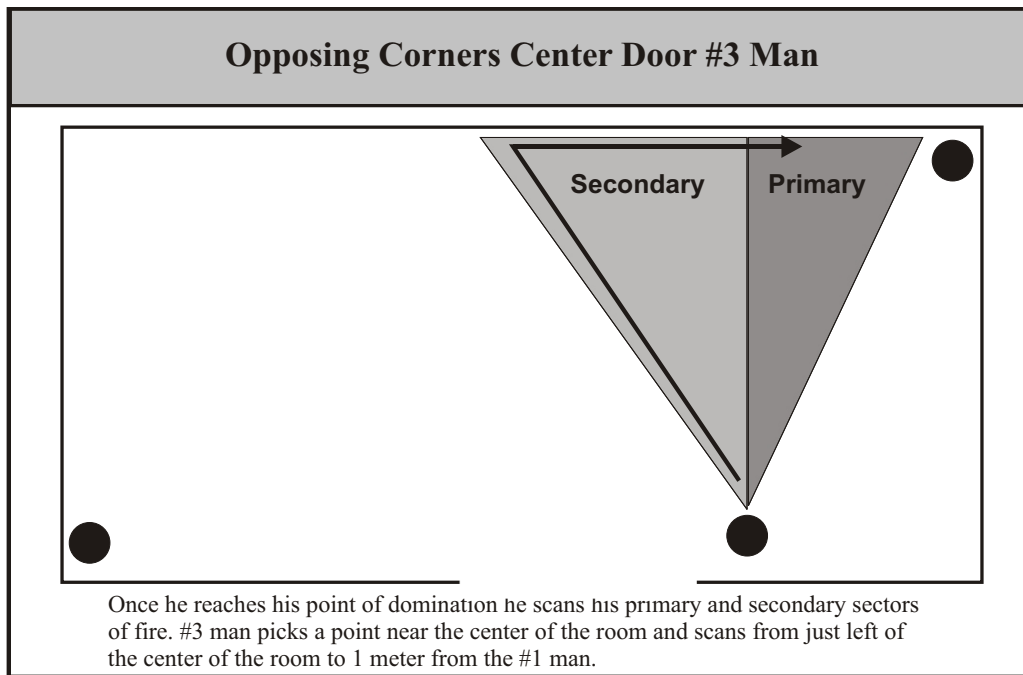 Opposing Corners Center Door #3 Man
Secondary Primary
Once he reaches his point of domination he scans his primary and secondary sectors
of fire. #3 man picks a point near the center of the room and scans from just left of
the center of the room to 1 meter from the #1 man.